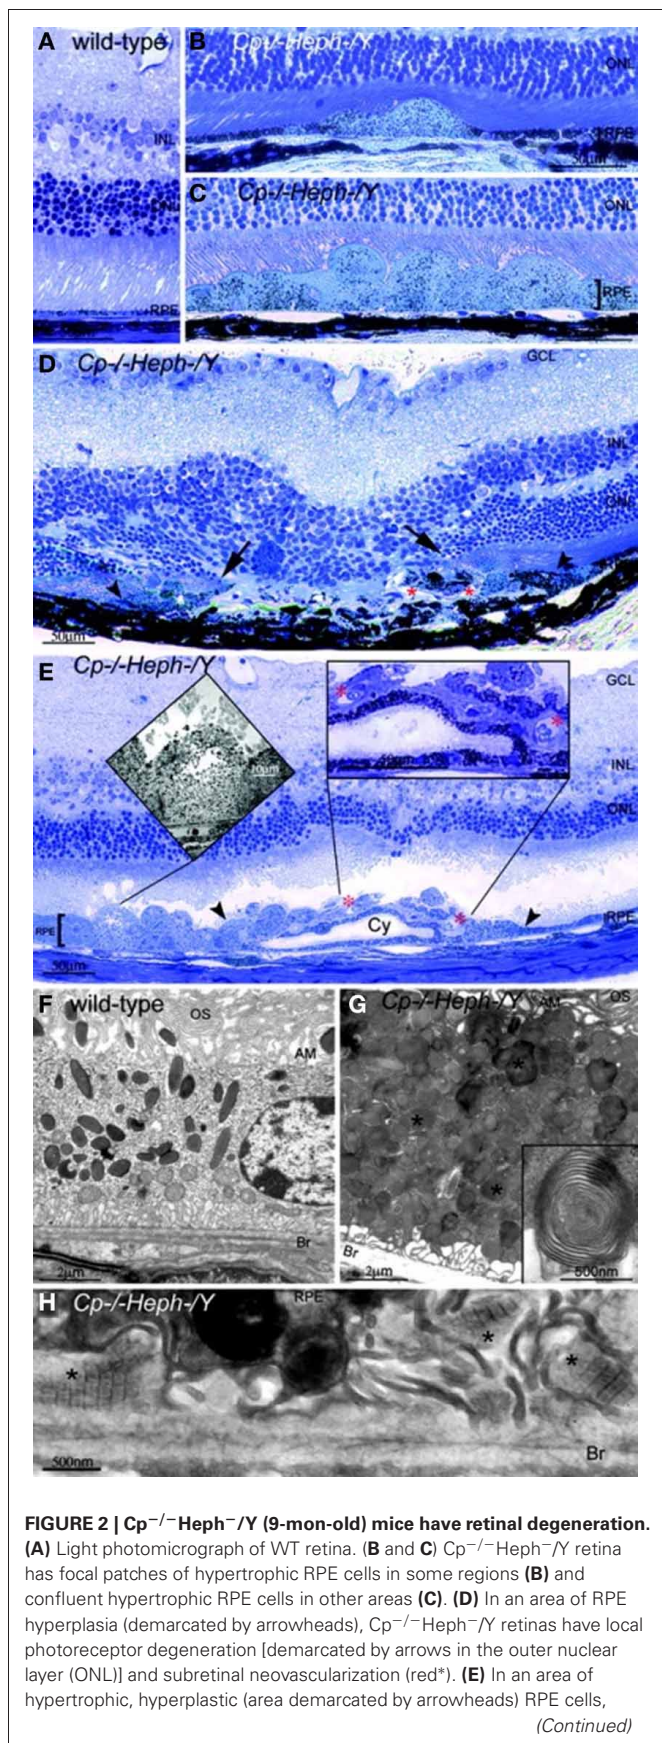 A wild-type
INL
ONL
RPE
B Cp-/-Heph-/Y
ONL
RPE
50μm
C Cp-/-Heph-/Y
ONL
RPE
D Cp-/-Heph-/Y
GCL
INL
ONL
* *
50μm
E Cp-/-Heph-/Y
GCL
* *
10μm
INL
ONL
* *
Cy
RPE
RPE
50μm
F wild-type
OS
AM
Br
2μm
G Cp-/-Heph-/Y
AM
OS
*
*
*
Br
2μm
500nm
H Cp-/-Heph-/Y
RPE
* * *
500nm
Br
FIGURE 2 | Cp−/−Heph−/Y (9-mon-old) mice have retinal degeneration.
(A) Light photomicrograph of WT retina. (B and C) Cp−/−Heph−/Y retina
has focal patches of hypertrophic RPE cells in some regions (B) and
confluent hypertrophic RPE cells in other areas (C). (D) In an area of RPE
hyperplasia (demarcated by arrowheads), Cp−/−Heph−/Y retinas have local
photoreceptor degeneration [demarcated by arrows in the outer nuclear
layer (ONL)] and subretinal neovascularization (red*). (E) In an area of
hypertrophic, hyperplastic (area demarcated by arrowheads) RPE cells,
(Continued)